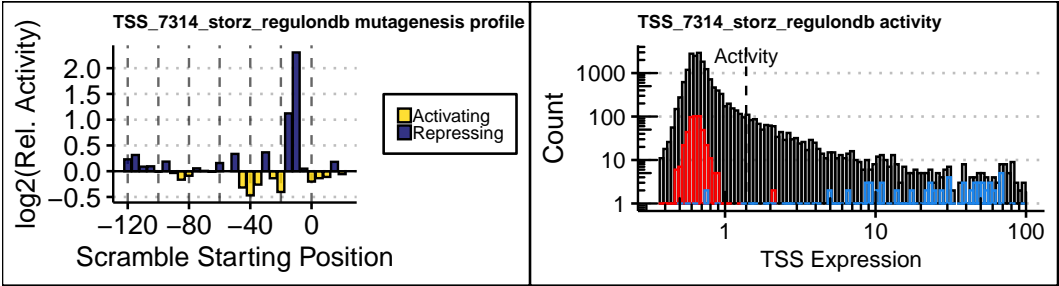 TSS_7314_storz_regulondb mutagenesis profile
log2(Rel. Activity)
2.0
1.5
1.0
0.5
0.0
−0.5
−120
−80
−40
0
Scramble Starting Position
Activating
Repressing
TSS_7314_storz_regulondb activity
Activity
Count
1000
100
10
1
1
10
100
TSS Expression